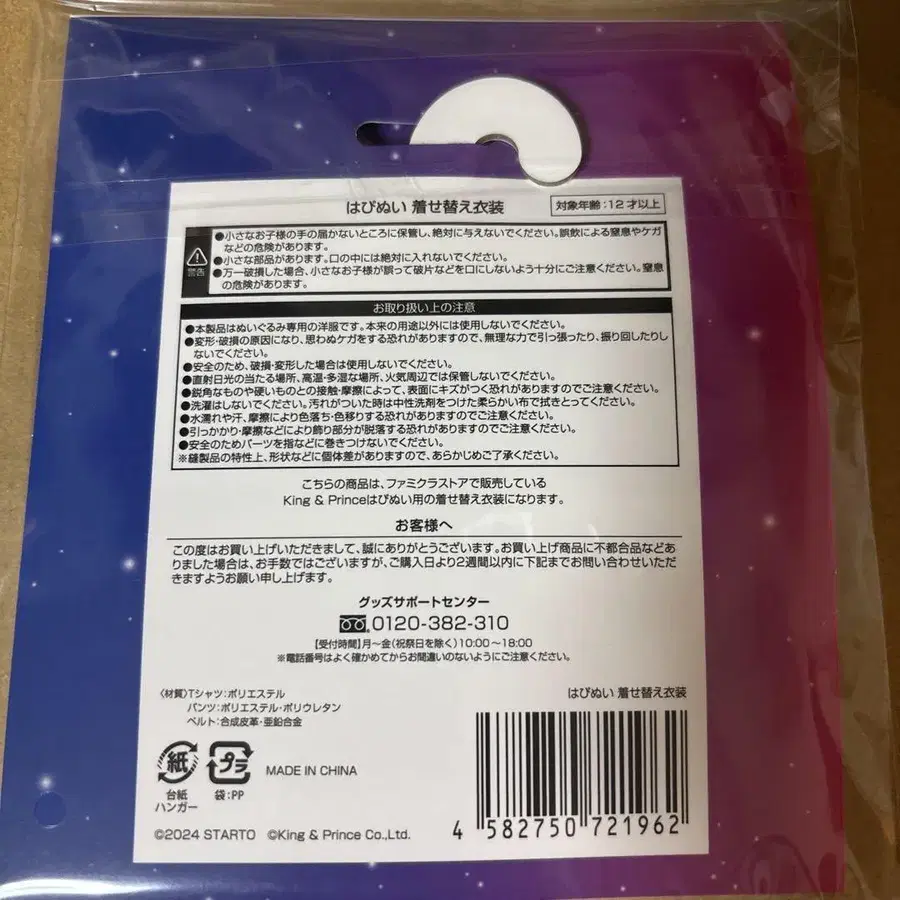 はぴぬい 着せ替え衣装
対象年齢:12才以上
警告
●小さなお子様の手の届かないところに保管し、絶対に与えないでください。誤飲による窒息やケガ
などの危険があります。
●小さな部品があります。口の中には絶対に入れないでください。
●万一破損した場合、小さなお子様が誤って破片などを口にしないよう十分にご注意ください。窒息
の危険があります。
お取り扱い上の注意
●本製品はぬいぐるみ専用の洋服です。本来の用途以外には使用しないでください。
●変形・破損の原因になり、思わぬケガをする恐れがありますので、無理な力で引っ張ったり、振り回したりし
ないでください。
●安全のため、破損・変形した場合は使用しないでください。
●直射日光の当たる場所、高温・多湿な場所、火気周辺では保管しないでください。
●鋭角なものや硬いものとの接触・摩擦によって、表面にキズがつく恐れがありますのでご注意ください。
●洗濯はしないでください。汚れがついた時は中性洗剤をつけた柔らかい布で拭きとってください。
●水濡れや汗、摩擦により色落ち・色移りする恐れがありますのでご注意ください。
●引っかかり・摩擦などにより飾り部分が脱落する恐れがありますのでご注意ください。
●安全のためパーツを指などに巻きつけないでください。
※縫製品の特性上、形状などに個体差がありますので、あらかじめご了承ください。
こちらの商品は、ファミクラストアで販売している
King & Princeはぴぬい用の着せ替え衣装になります。
お客様へ
この度はお買い上げいただきまして、誠にありがとうございます。お買い上げ商品に不都合品などあ
りました場合は、お手数ではございますが、ご購入日より2週間以内に下記までお問い合わせいただ
きますようお願い申し上げます。
グッズサポートセンター
0120-382-310
【受付時間】月〜金(祝祭日を除く)10:00〜18:00
※電話番号はよく確かめてからお間違いのないようにご注意ください。
〈材質〉Tシャツ:ポリエステル
パンツ:ポリエステル・ポリウレタン
ベルト:合成皮革・亜鉛合金
はぴぬい 着せ替え衣装
紙
プラ
MADE IN CHINA
台紙
ハンガー
袋:PP
©2024 STARTO ©King & Prince Co.,Ltd.
4 582750 721962